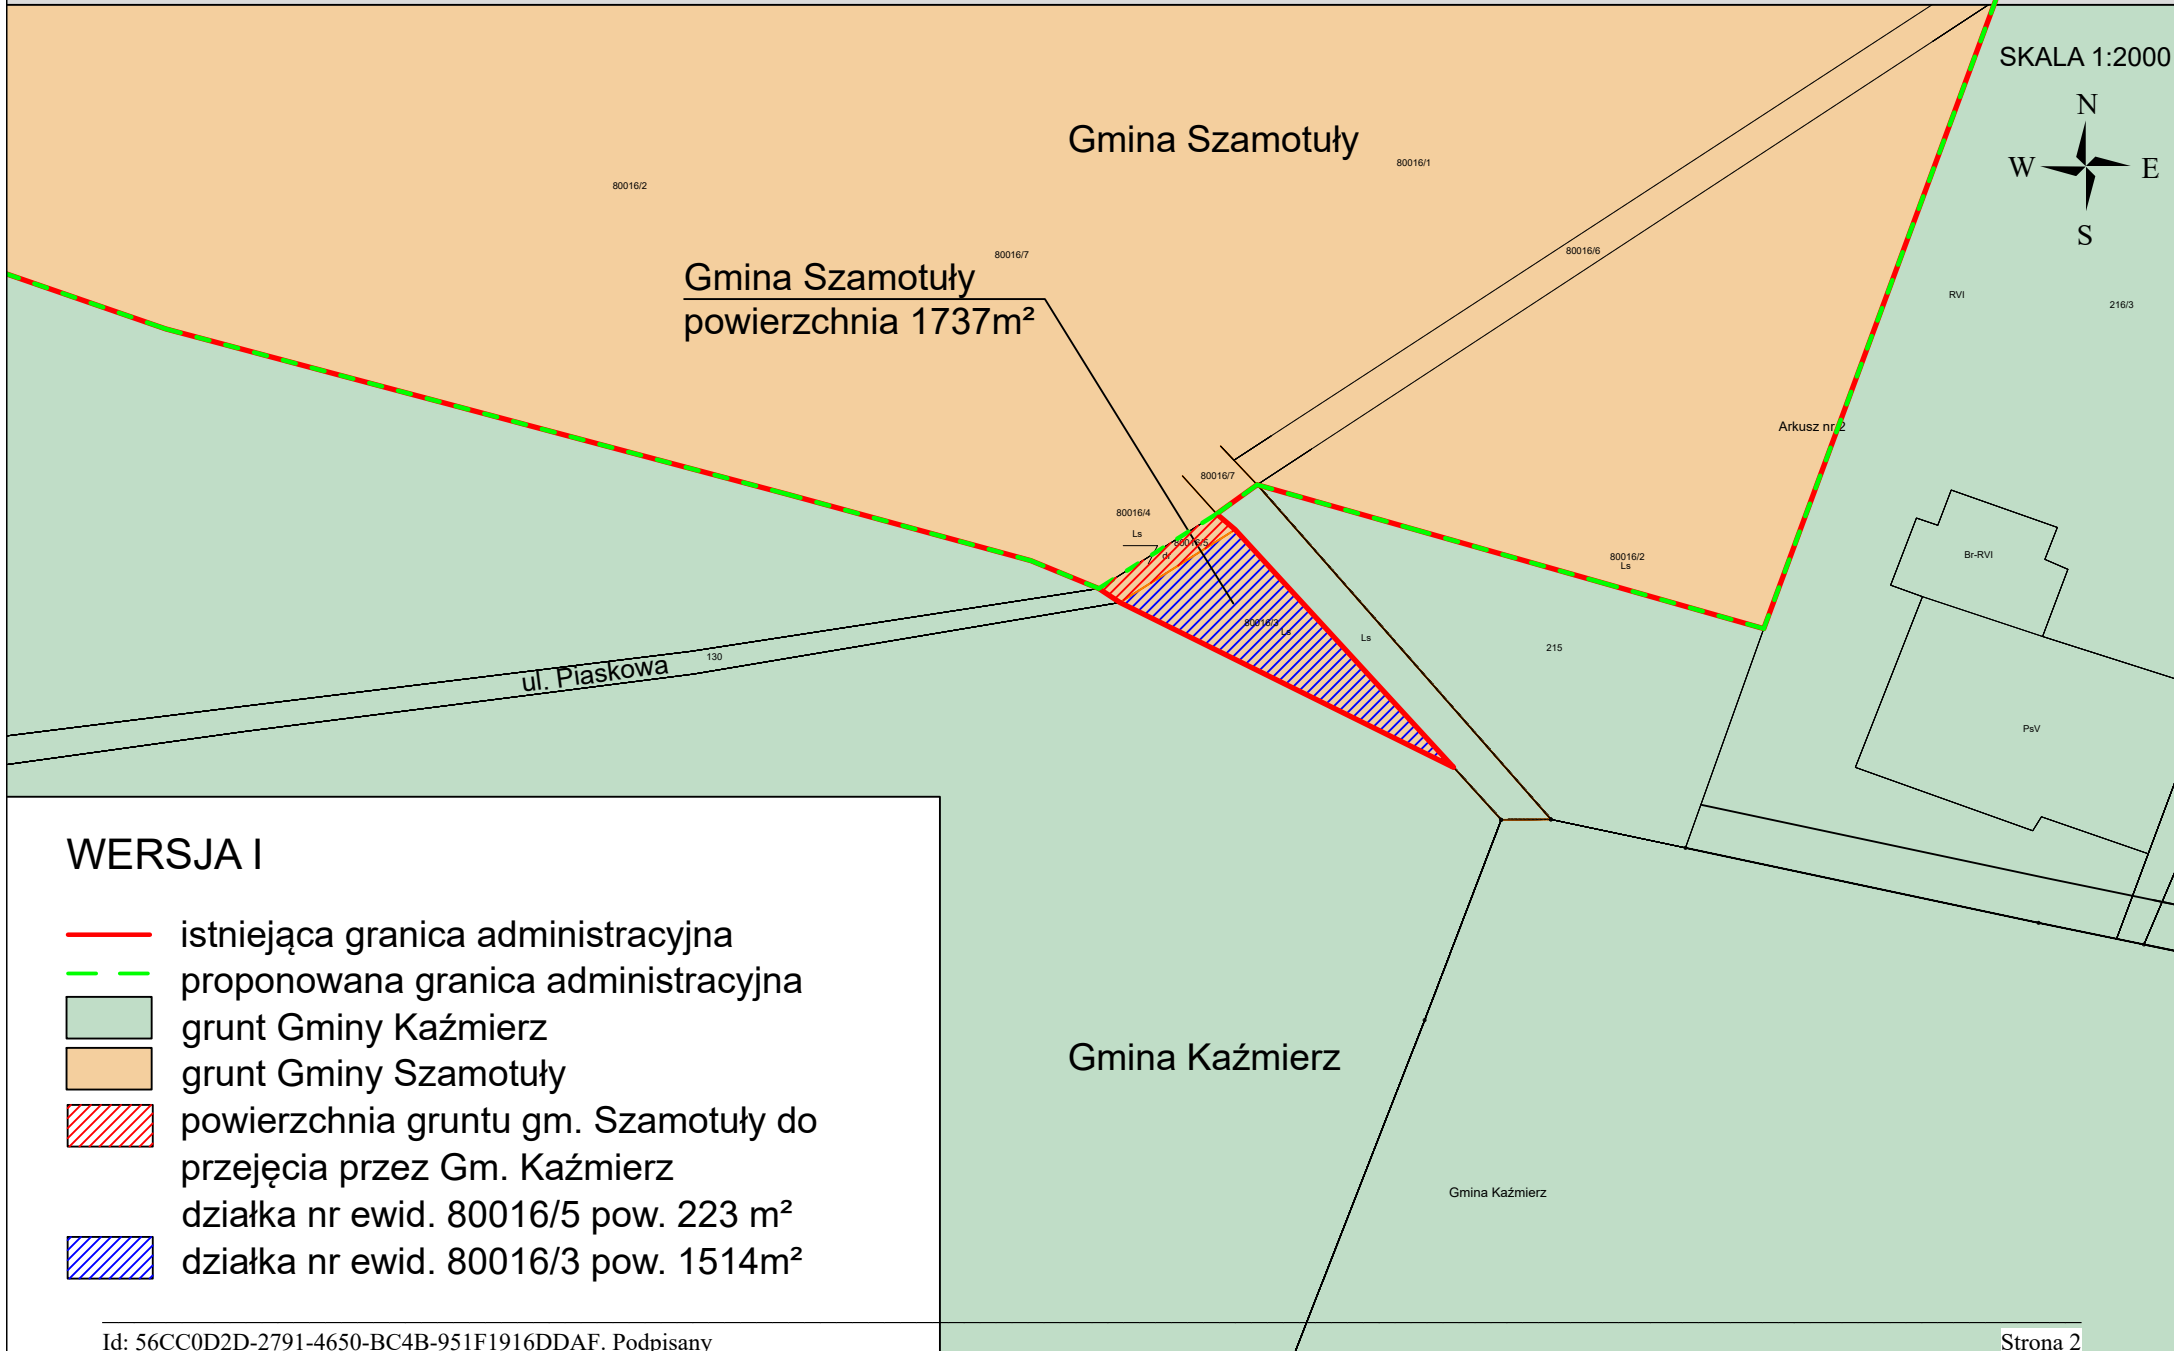 SKALA 1:2000
N
W
E
S
Gmina Szamotuły
80016/1
80016/2
80016/7
80016/6
Gmina Szamotuły
powierzchnia 1737m²
RVI
216/3
Arkusz nr 2
80016/7
80016/4
Ls
80016/5
dr
80016/2
Ls
Br-RVI
80016/3
Ls
Ls
215
130
ul. Piaskowa
PsV
WERSJA I
istniejąca granica administracyjna
proponowana granica administracyjna
grunt Gminy Kaźmierz
grunt Gminy Szamotuły
powierzchnia gruntu gm. Szamotuły do
przejęcia przez Gm. Kaźmierz
działka nr ewid. 80016/5 pow. 223 m²
działka nr ewid. 80016/3 pow. 1514m²
Gmina Kaźmierz
Gmina Kaźmierz
Id: 56CC0D2D-2791-4650-BC4B-951F1916DDAF. Podpisany
Strona 2